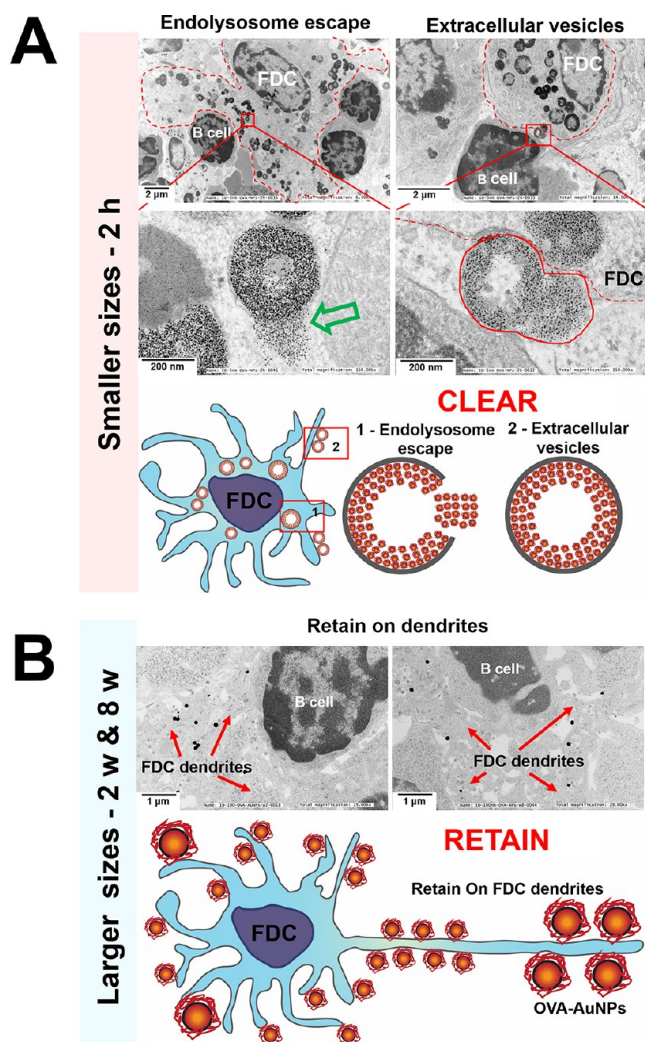 A
Endolysosome escape
Extracellular vesicles
Smaller sizes - 2 h
FDC
B cell
2 µm
FDC
B cell
2 µm
200 nm
FDC
200 nm
CLEAR
1 - Endolysosome
escape
2 - Extracellular
vesicles
FDC
2
1
B
Larger sizes - 2 w & 8 w
Retain on dendrites
B cell
FDC dendrites
1 µm
B cell
FDC dendrites
1 µm
RETAIN
Retain On FDC dendrites
FDC
OVA-AuNPs